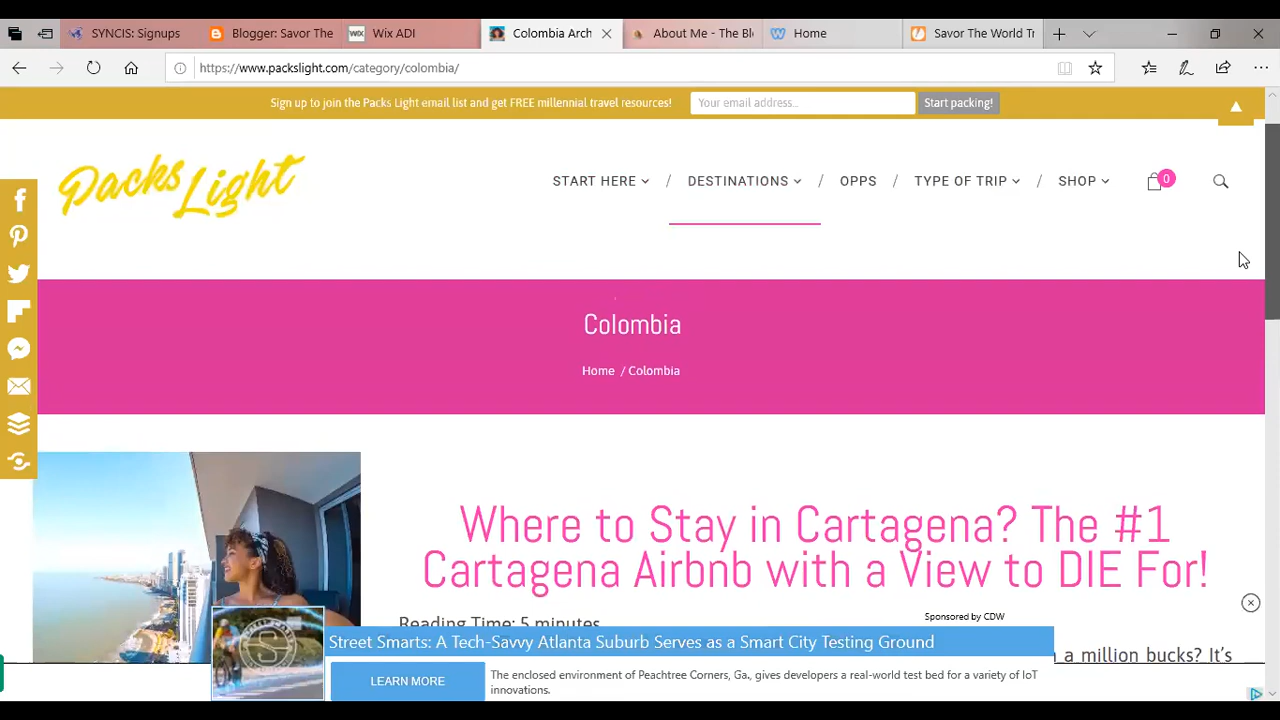 SYNCIS: Signups
Blogger: Savor The
Wix ADI
Colombia Arch
About Me - The Bl
Home
Savor The World Tr
https://www.packslight.com/category/colombia/
Sign up to join the Packs Light email list and get FREE millennial travel resources!
Your email address...
Start packing!
Packs Light
START HERE / DESTINATIONS / OPPS / TYPE OF TRIP / SHOP
0
Colombia
Home / Colombia
Where to Stay in Cartagena? The #1
Cartagena Airbnb with a View to DIE For!
Reading Time: 5 minutes
Sponsored by CDW
Street Smarts: A Tech-Savvy Atlanta Suburb Serves as a Smart City Testing Ground
a million bucks? It’s
LEARN MORE
The enclosed environment of Peachtree Corners, Ga., gives developers a real-world test bed for a variety of IoT
innovations.